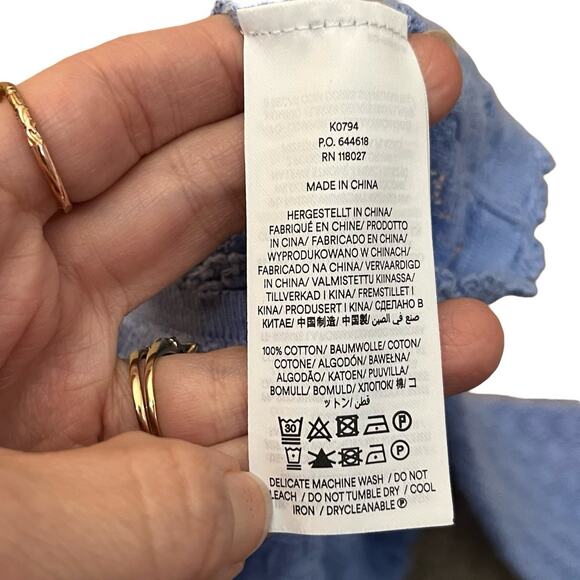 K0794
P.O. 644618
RN 118027
MADE IN CHINA
HERGESTELLT IN CHINA/
FABRIQUÉ EN CHINE/ PRODOTTO
IN CINA/ FABRICADO EN CHINA/
WYPRODUKOWANO W CHINACH/
FABRICADO NA CHINA/ VERVAARDIGD
IN CHINA/ VALMISTETTU KIINASSA/
TILLVERKAD I KINA/ FREMSTILLET I
KINA/ PRODUSERT I KINA/ СДЕЛАНО В
КИТАЕ/ 中国制造/ 中国製/ صنع في الصين/
100% COTTON/ BAUMWOLLE/ COTON/
COTONE/ ALGODÓN/ BAWEŁNA/
ALGODÃO/ KATOEN/ PUUVILLA/
BOMULL/ BOMULD/ ХЛОПОК/ 棉/ コ
ットン/ قطن/
30 P
P
DELICATE MACHINE WASH / DO NOT
LEACH / DO NOT TUMBLE DRY / COOL
IRON / DRYCLEANABLE Ⓟ